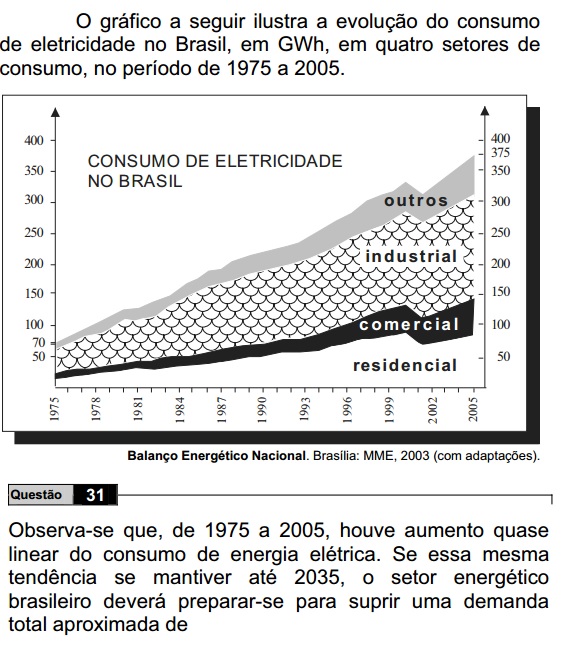 O gráfico a seguir ilustra a evolução do consumo
de eletricidade no Brasil, em GWh, em quatro setores de
consumo, no período de 1975 a 2005.
CONSUMO DE ELETRICIDADE
NO BRASIL
400
350
300
250
200
150
100
70
50
400
375
350
300
250
200
150
100
50
outros
industrial
comercial
residencial
1975 1978 1981 1984 1987 1990 1993 1996 1999 2002 2005
Balanço Energético Nacional. Brasília: MME, 2003 (com adaptações).
Questão 31
Observa-se que, de 1975 a 2005, houve aumento quase
linear do consumo de energia elétrica. Se essa mesma
tendência se mantiver até 2035, o setor energético
brasileiro deverá preparar-se para suprir uma demanda
total aproximada de